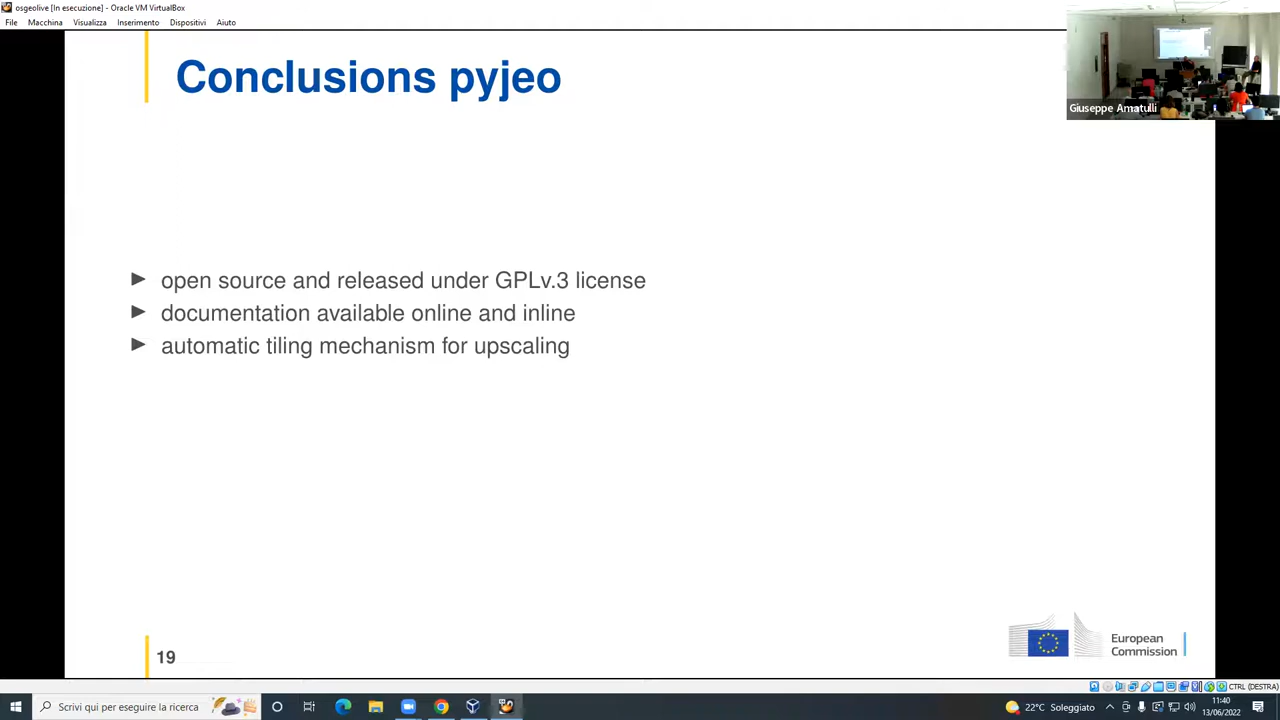 osgeolive [In esecuzione] - Oracle VM VirtualBox
File Macchina Visualizza Inserimento Dispositivi Aiuto
Conclusions pyjeo
Giuseppe Amatulli
open source and released under GPLv.3 license
documentation available online and inline
automatic tiling mechanism for upscaling
19
European
Commission
CTRL (DESTRA)
Scrivi qui per eseguire la ricerca
22°C Soleggiato
11:40
13/06/2022